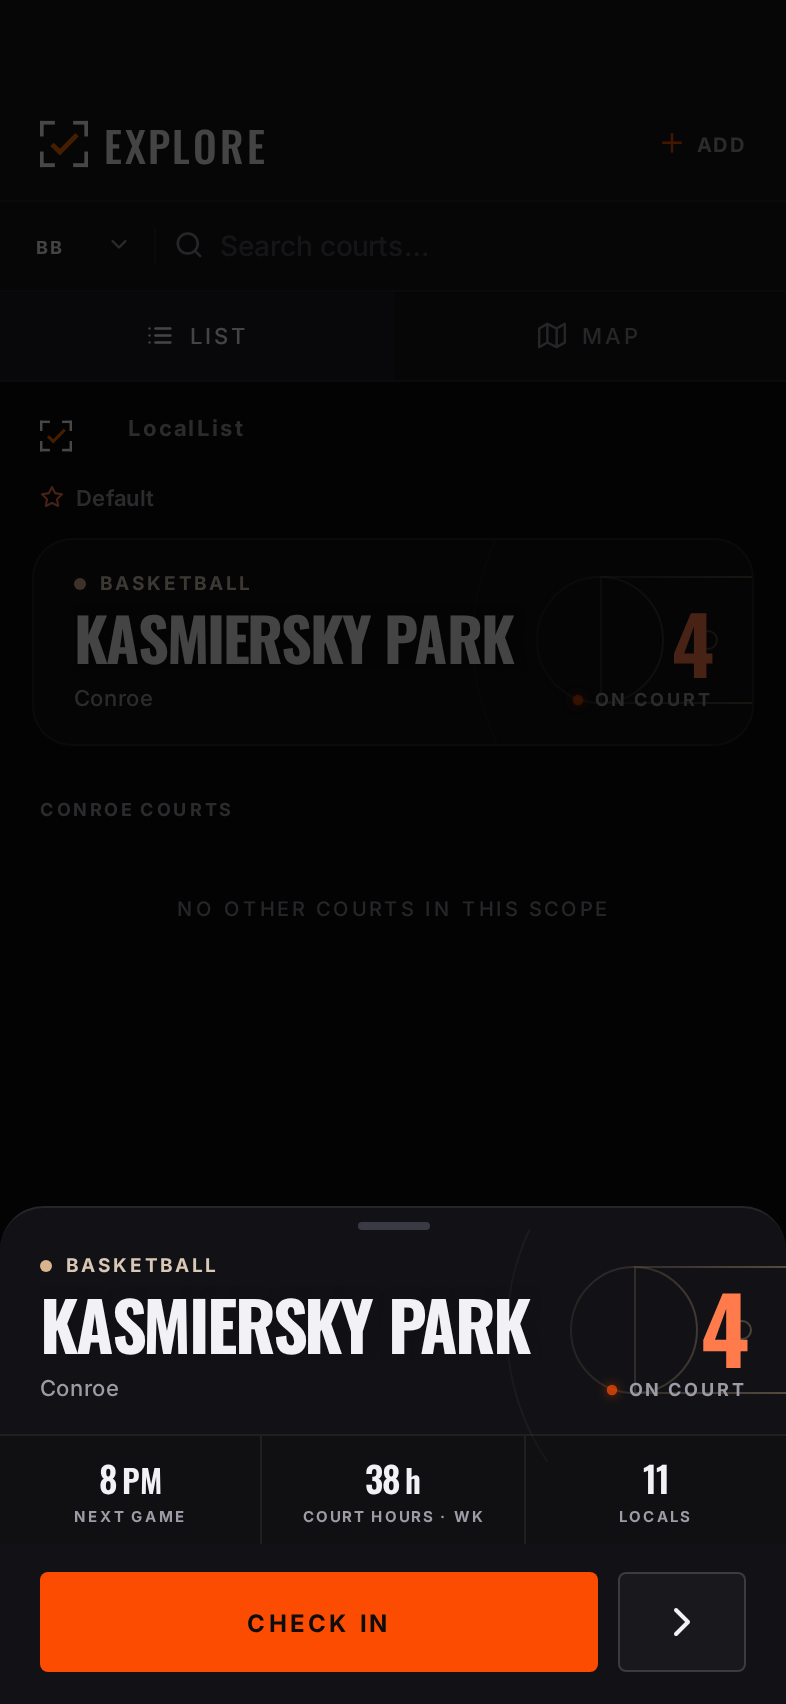 EXPLORE
ADD
BB
Search courts...
LIST
MAP
LocalList
Default
BASKETBALL
KASMIERSKY PARK
4
Conroe
ON COURT
CONROE COURTS
NO OTHER COURTS IN THIS SCOPE
BASKETBALL
KASMIERSKY PARK
4
Conroe
ON COURT
8 PM
NEXT GAME
38 h
COURT HOURS · WK
11
LOCALS
CHECK IN